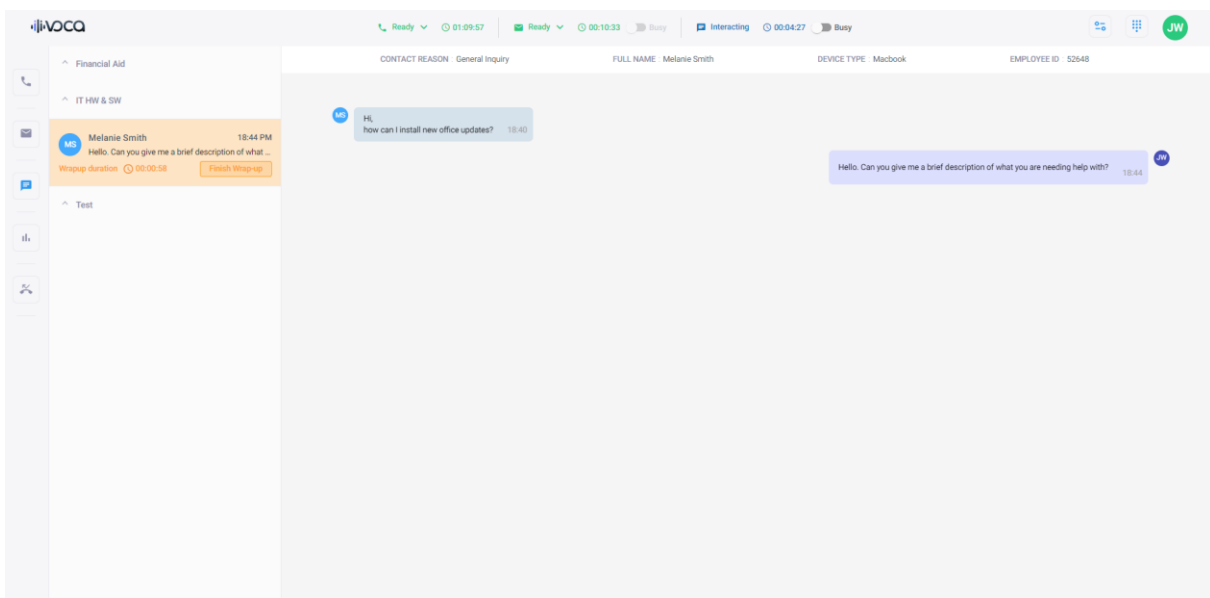 VOCA
Ready 01:09:57 Ready 00:10:33 Busy Interacting 00:04:27 Busy JW
Financial Aid
CONTACT REASON General Inquiry FULL NAME Melanie Smith DEVICE TYPE Macbook EMPLOYEE ID 52648
IT HW & SW
MS Melanie Smith 18:44 PM
Hello. Can you give me a brief description of what ...
Wrapup duration 00:00:58 Finish Wrap-up
Test
MS Hi,
how can I install new office updates? 18:40
Hello. Can you give me a brief description of what you are needing help with? 18:44 JW